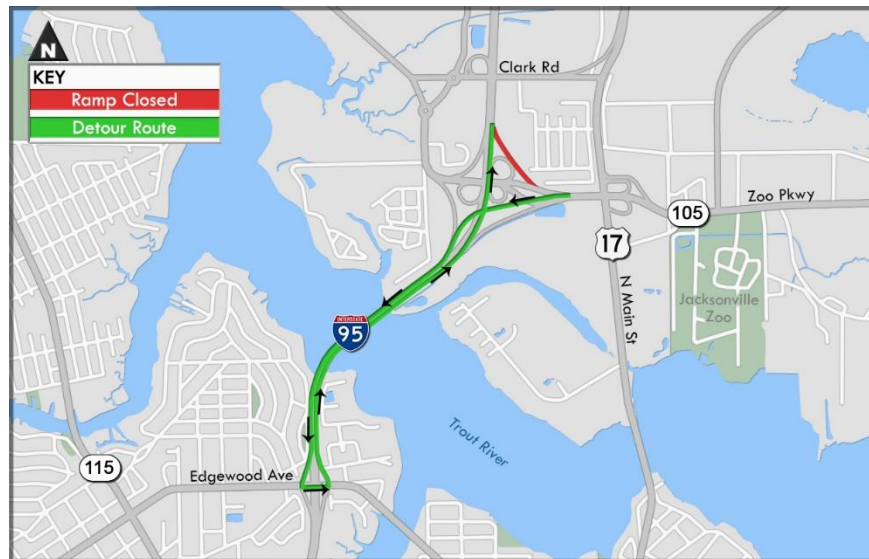 N
KEY
Ramp Closed
Detour Route
Clark Rd
Zoo Pkwy
105
17
N Main St
Jacksonville
Zoo
INTERSTATE
95
Trout River
Edgewood Ave
115